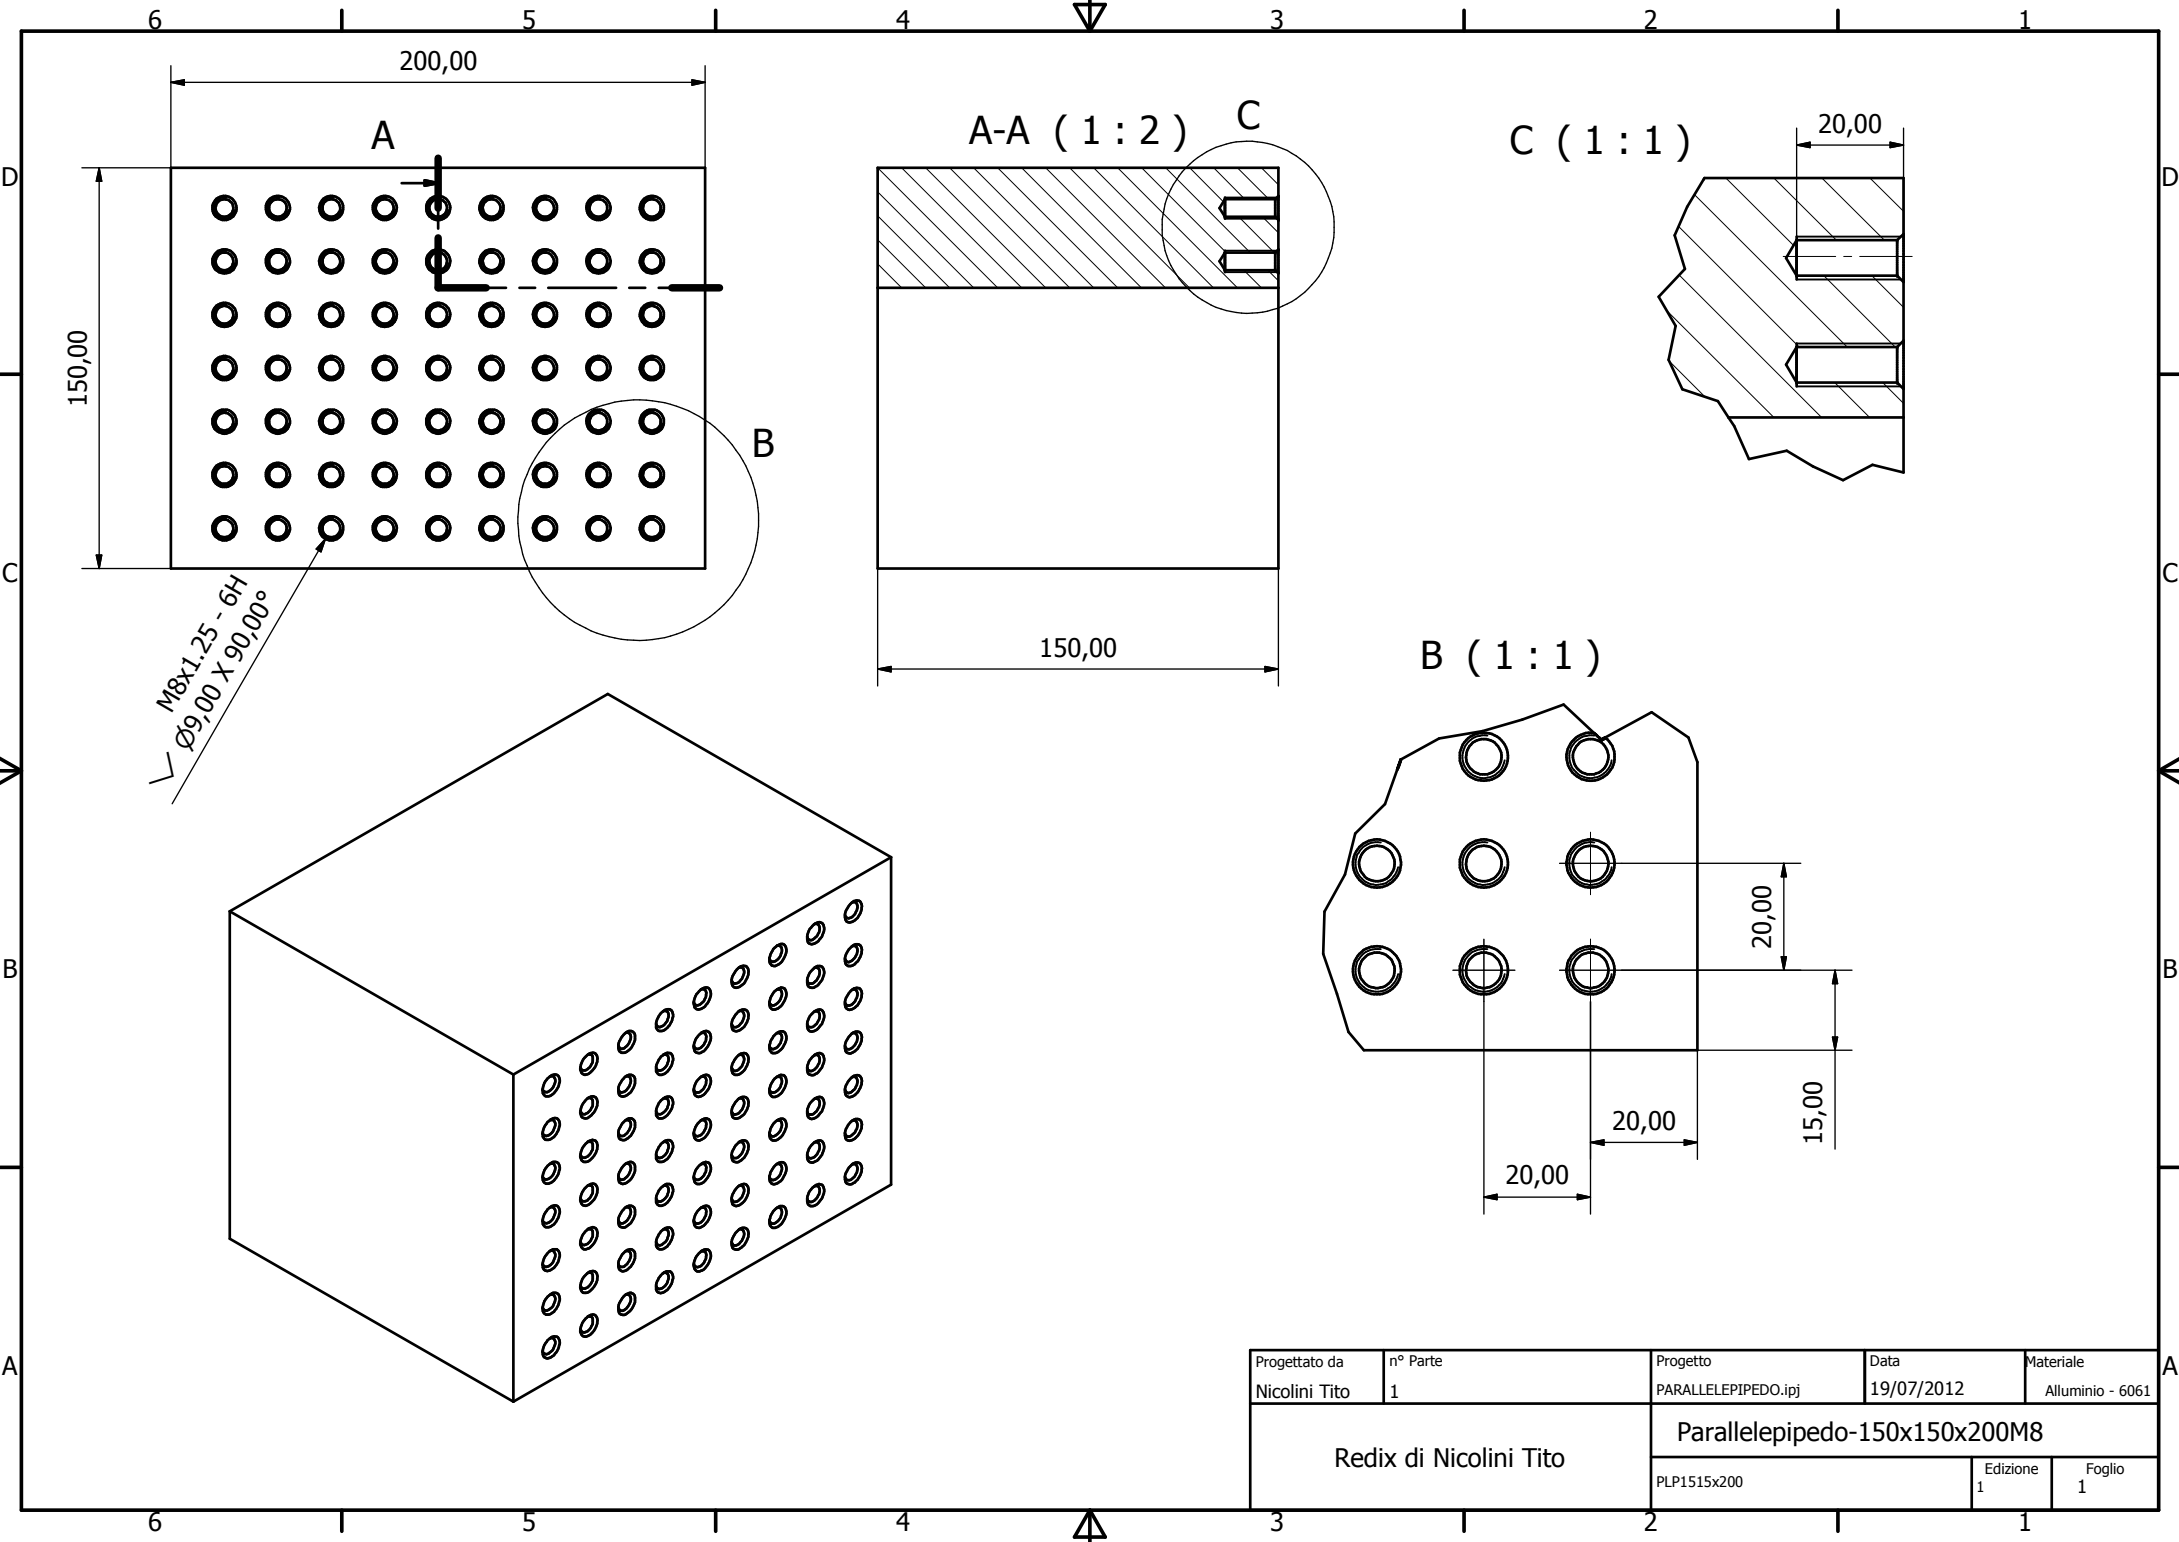 6 5 4 3 2 1
200,00
A
A-A ( 1 : 2 )
C
C ( 1 : 1 )
20,00
D D
150,00
B
C C
M8x1.25 - 6H
Ø9,00 X 90,00°
150,00
B ( 1 : 1 )
20,00
B B
15,00
20,00
20,00
A A
Progettato da
Nicolini Tito
n° Parte
1
Progetto
PARALLELEPIPEDO.ipj
Data
19/07/2012
Materiale
Alluminio - 6061
Redix di Nicolini Tito
Parallelepipedo-150x150x200M8
PLP1515x200
Edizione
1
Foglio
1
6 5 4 3 2 1